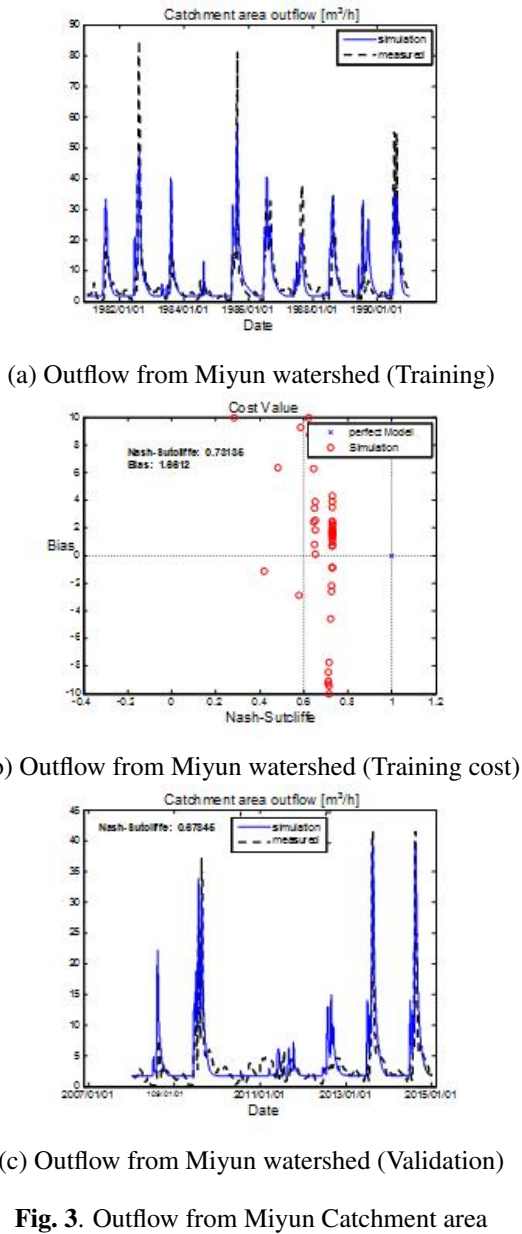 Catchment area outflow [m³/h]
90
80
70
60
50
40
30
20
10
0
simulation
measured
1982/01/01 1984/01/01 1986/01/01 1988/01/01 1990/01/01
Date
(a) Outflow from Miyun watershed (Training)
Cost Value
10
8
6
4
2
0
-2
-4
-6
-8
-10
Bias
Nash-Sutcliffe: 0.73135
Bias: 1.6612
perfect Modell
Simulation
-0.4 -0.2 0 0.2 0.4 0.6 0.8 1 1.2
Nash-Sutcliffe
b) Outflow from Miyun watershed (Training cost)
Catchment area outflow [m³/h]
45
40
35
30
25
20
15
10
5
0
Nash-Sutcliffe: 0.67845
simulation
measured
2007/01/01 2011/01/01 2013/01/01 2015/01/01
Date
(c) Outflow from Miyun watershed (Validation)
Fig. 3. Outflow from Miyun Catchment area